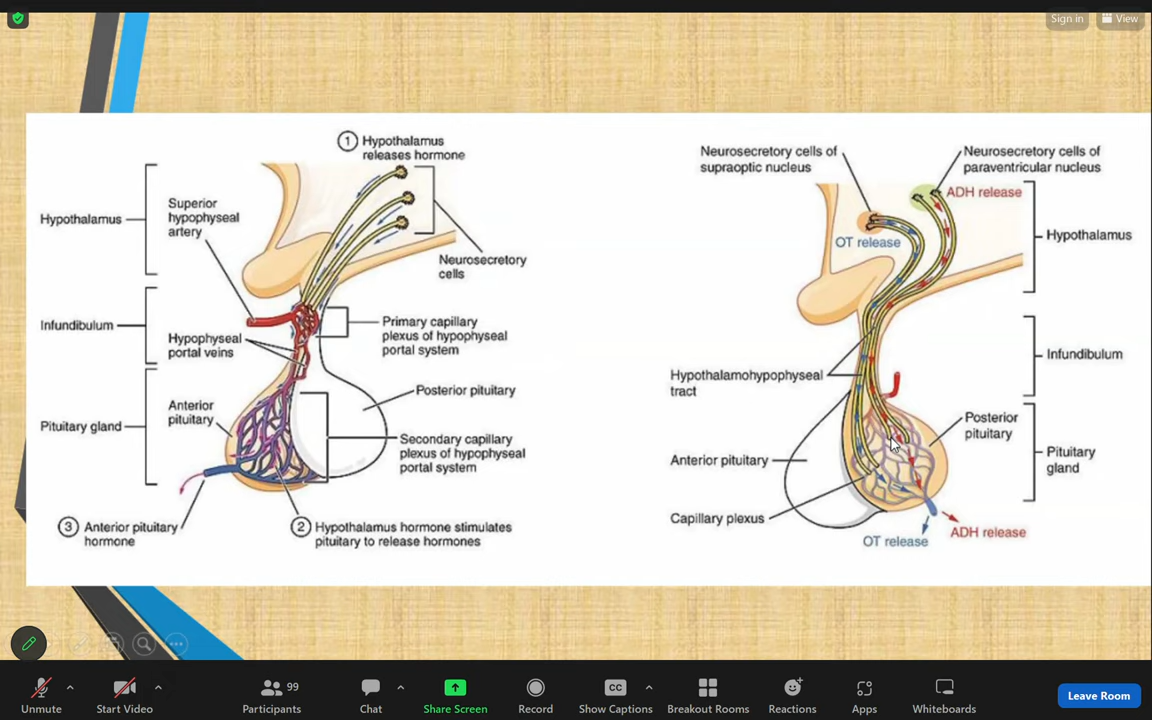 Sign in
View
1 Hypothalamus
releases hormone
Hypothalamus
Superior
hypophyseal
artery
Neurosecretory
cells
Infundibulum
Hypophyseal
portal veins
Primary capillary
plexus of hypophyseal
portal system
Posterior pituitary
Anterior
pituitary
Pituitary gland
Secondary capillary
plexus of hypophyseal
portal system
3 Anterior pituitary
hormone
2 Hypothalamus hormone stimulates
pituitary to release hormones
Neurosecretory cells of
supraoptic nucleus
Neurosecretory cells of
paraventricular nucleus
ADH release
OT release
Hypothalamus
Infundibulum
Hypothalamohypophyseal
tract
Posterior
pituitary
Anterior pituitary
Pituitary
gland
Capillary plexus
OT release
ADH release
Unmute
Start Video
99
Participants
Chat
Share Screen
Record
CC
Show Captions
Breakout Rooms
Reactions
Apps
Whiteboards
Leave Room